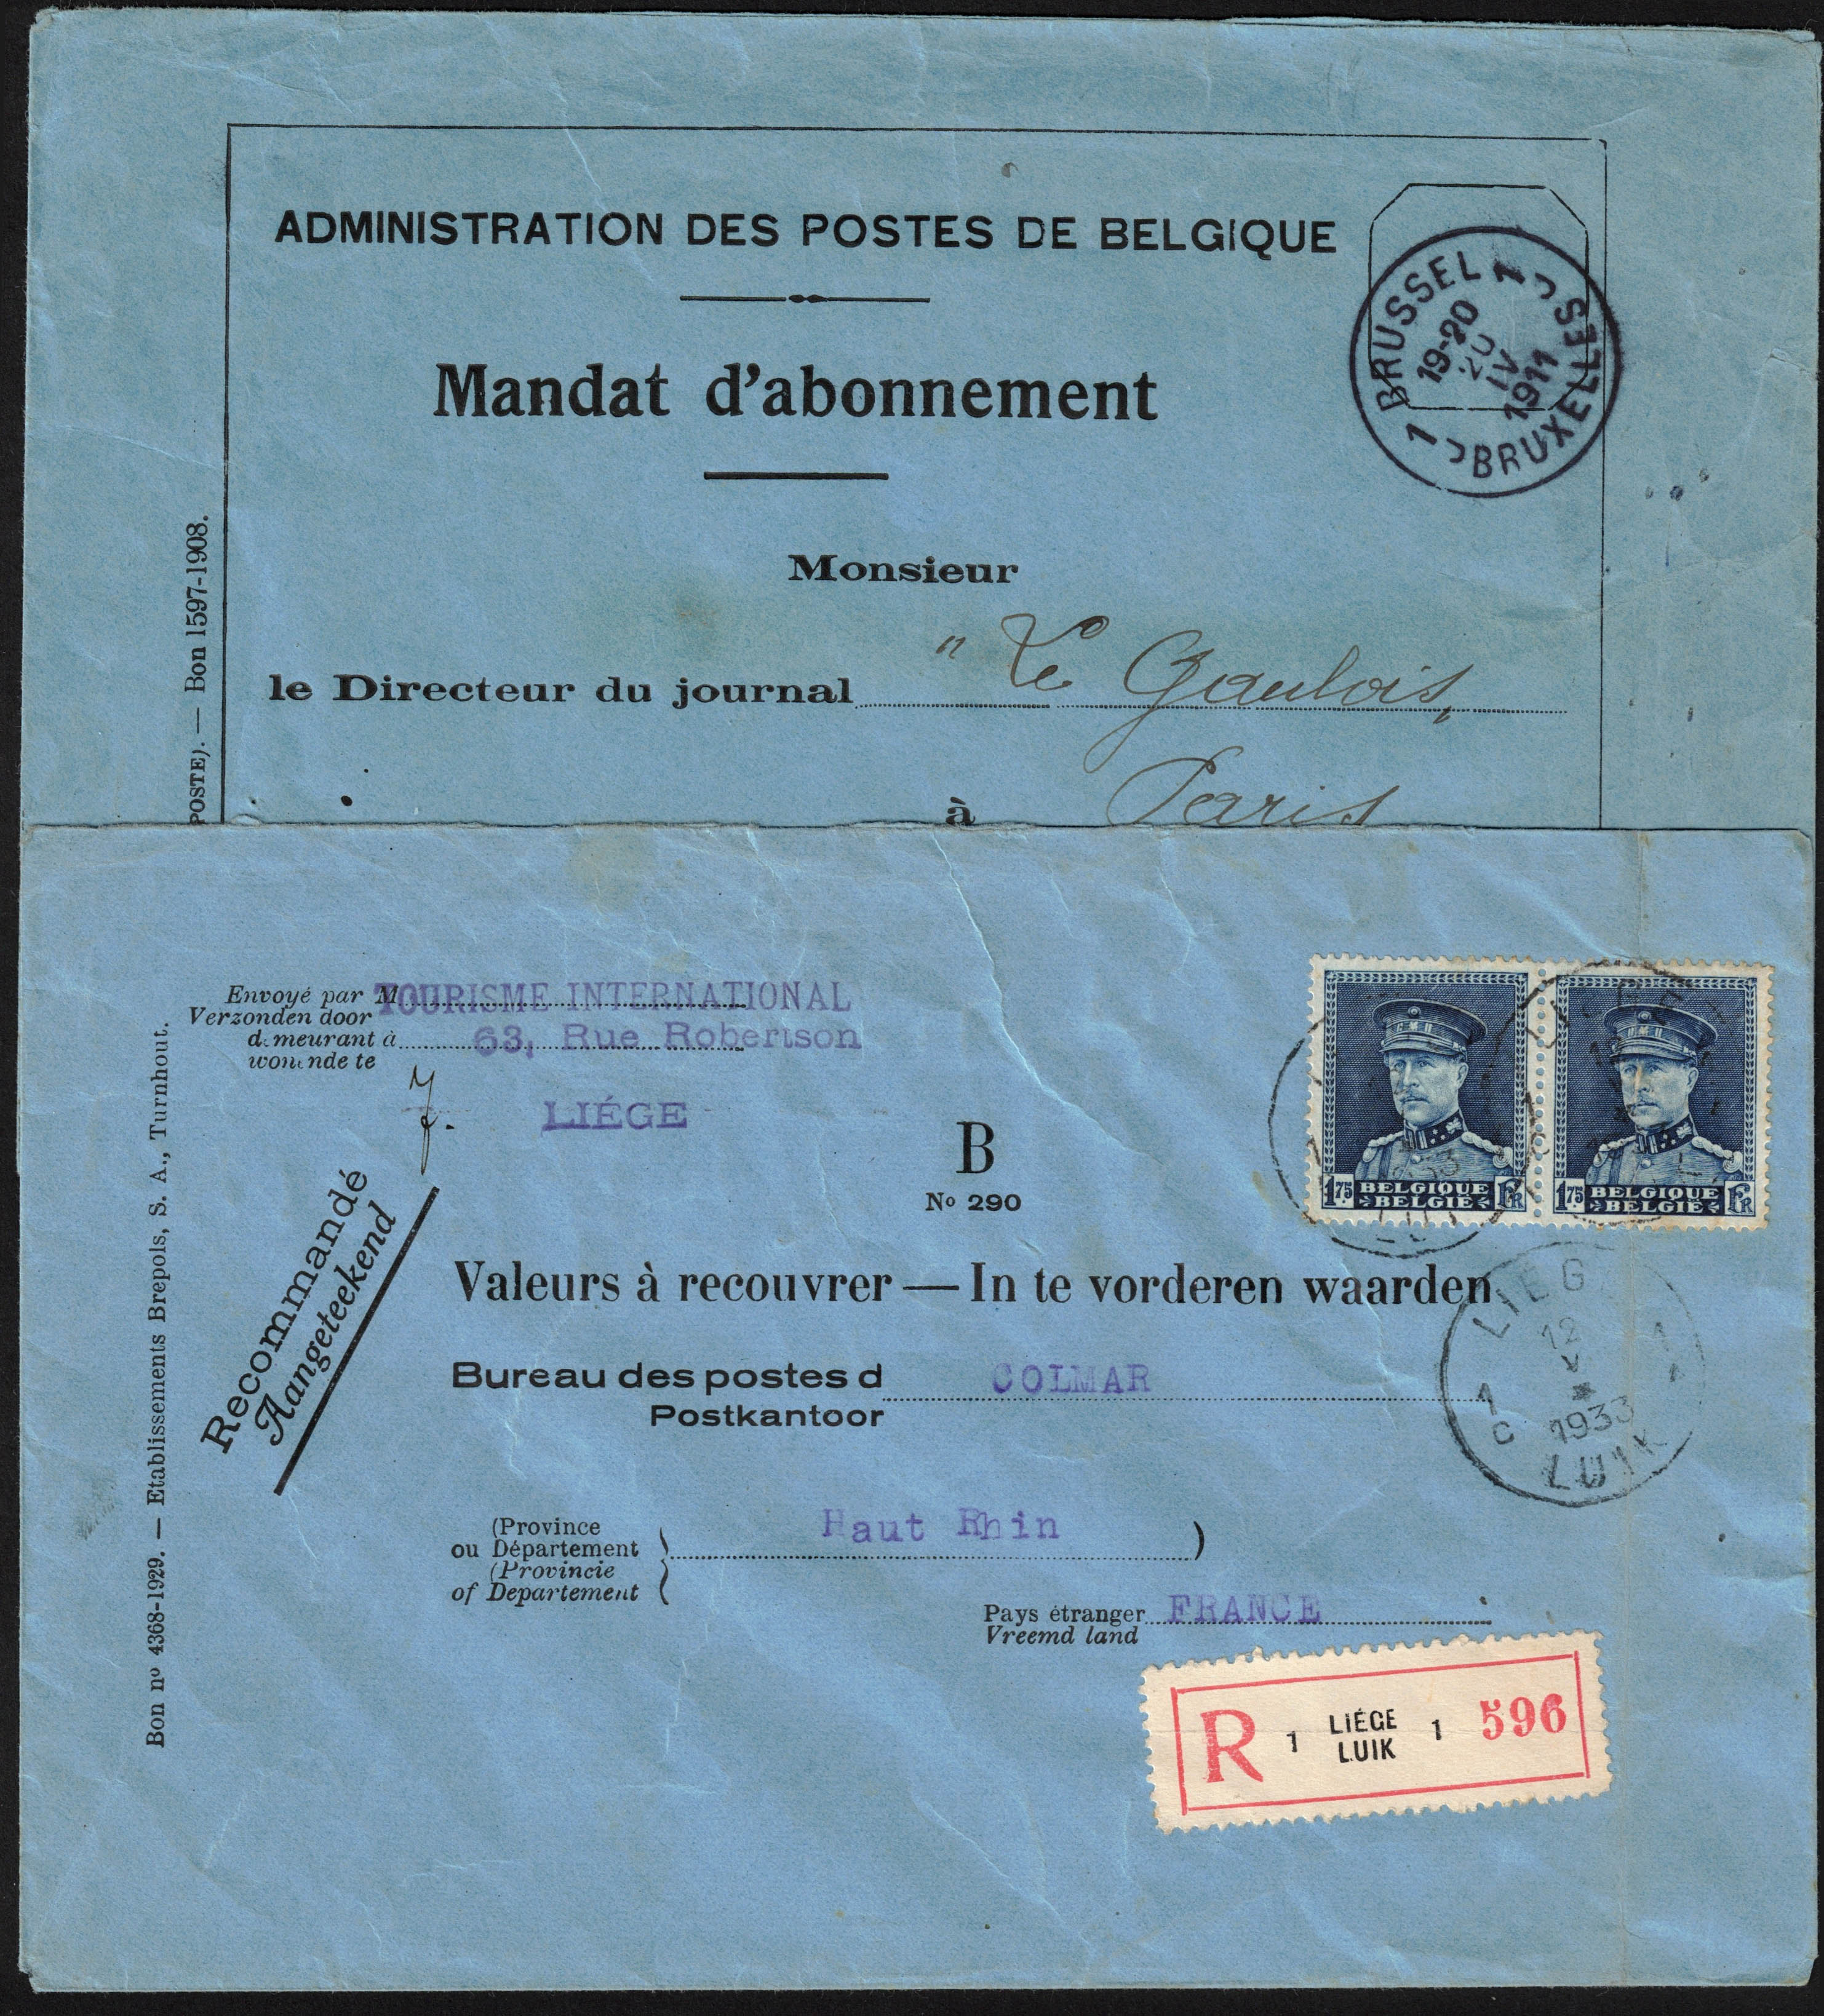 ADMINISTRATION DES POSTES DE BELGIQUE
BRUSSEL 1
19-20
IV
1911
1 BRUXELLES
Mandat d'abonnement
Monsieur
le Directeur du journal "Le Gaulois,
à Paris
POSTE). — Bon 1597-1908.
Envoyé par M TOURISME INTERNATIONAL
Verzonden door
demeurant à 63, Rue Robertson
wonende te
LIÉGE
B
No 290
1 75 BELGIQUE BELGIË FR
1 75 BELGIQUE BELGIË FR
Recommandé
Aangeteekend
Valeurs à recouvrer — In te vorderen waarden
Bureau des postes d COLMAR
Postkantoor
LIEG
12
V
1933
1 1
C
LUIK
(Province
ou Département
(Provincie
of Departement
Haut Rhin )
Pays étranger FRANCE
Vreemd land
R 1 LIÉGE LUIK 1 596
Bon nº 4368-1929. — Etablissements Brepols, S. A., Turnhout.